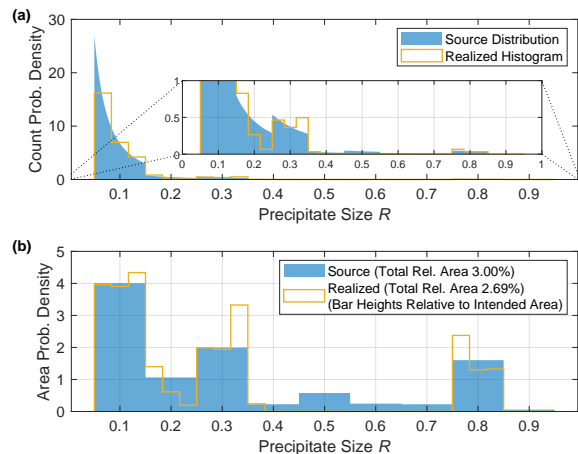 (a)
30
20
10
0
Count Prob. Density
Source Distribution
Realized Histogram
1
0.5
0
0 0.1 0.2 0.3 0.4 0.5 0.6 0.7 0.8 0.9 1
0.1 0.2 0.3 0.4 0.5 0.6 0.7 0.8 0.9
Precipitate Size R
(b)
5
4
3
2
1
0
Area Prob. Density
Source (Total Rel. Area 3.00%)
Realized (Total Rel. Area 2.69%)
(Bar Heights Relative to Intended Area)
0.1 0.2 0.3 0.4 0.5 0.6 0.7 0.8 0.9
Precipitate Size R